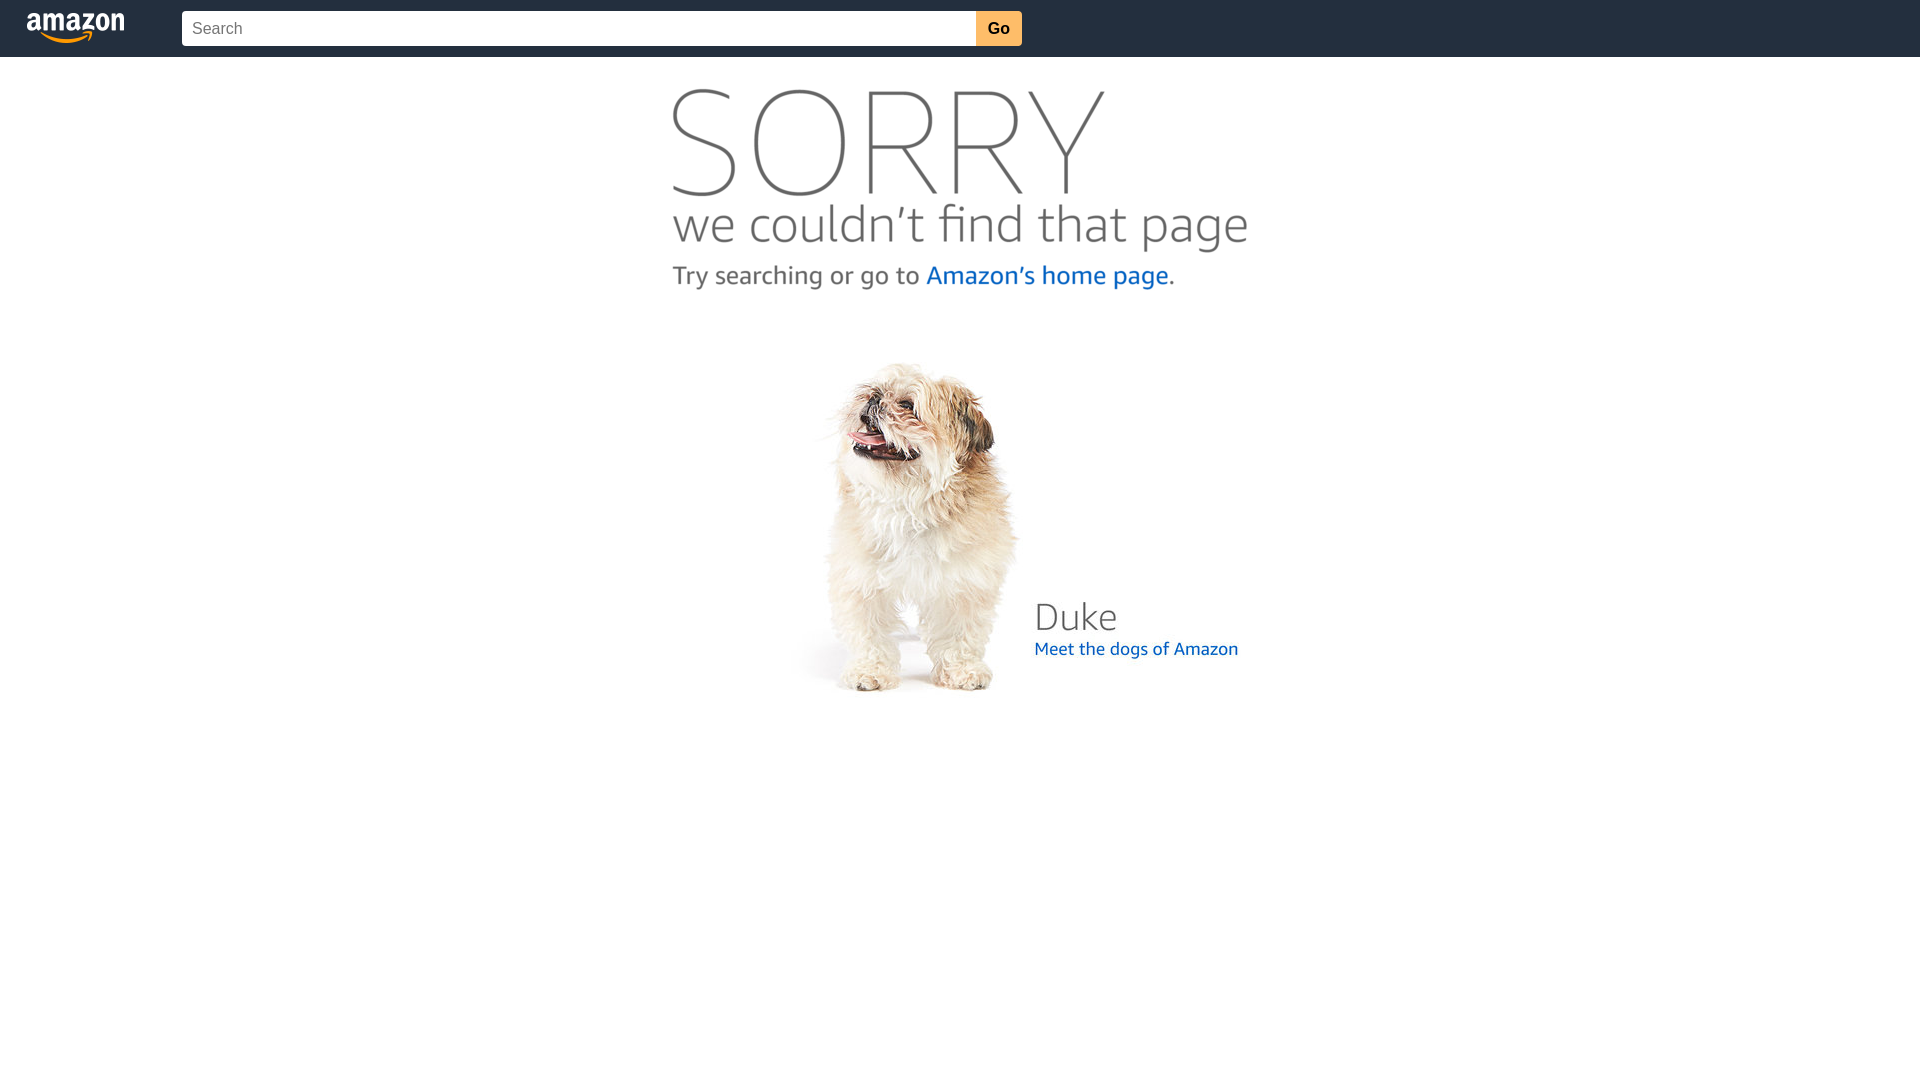 amazon
Search
Go
SORRY
we couldn’t find that page
Try searching or go to Amazon’s home page.
Duke
Meet the dogs of Amazon